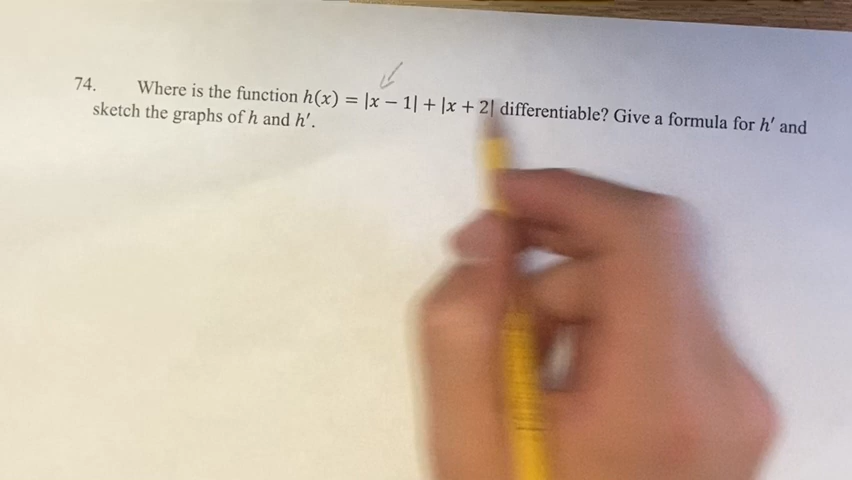 74. Where is the function h(x) = |x − 1| + |x + 2| differentiable? Give a formula for h′ and
sketch the graphs of h and h′.